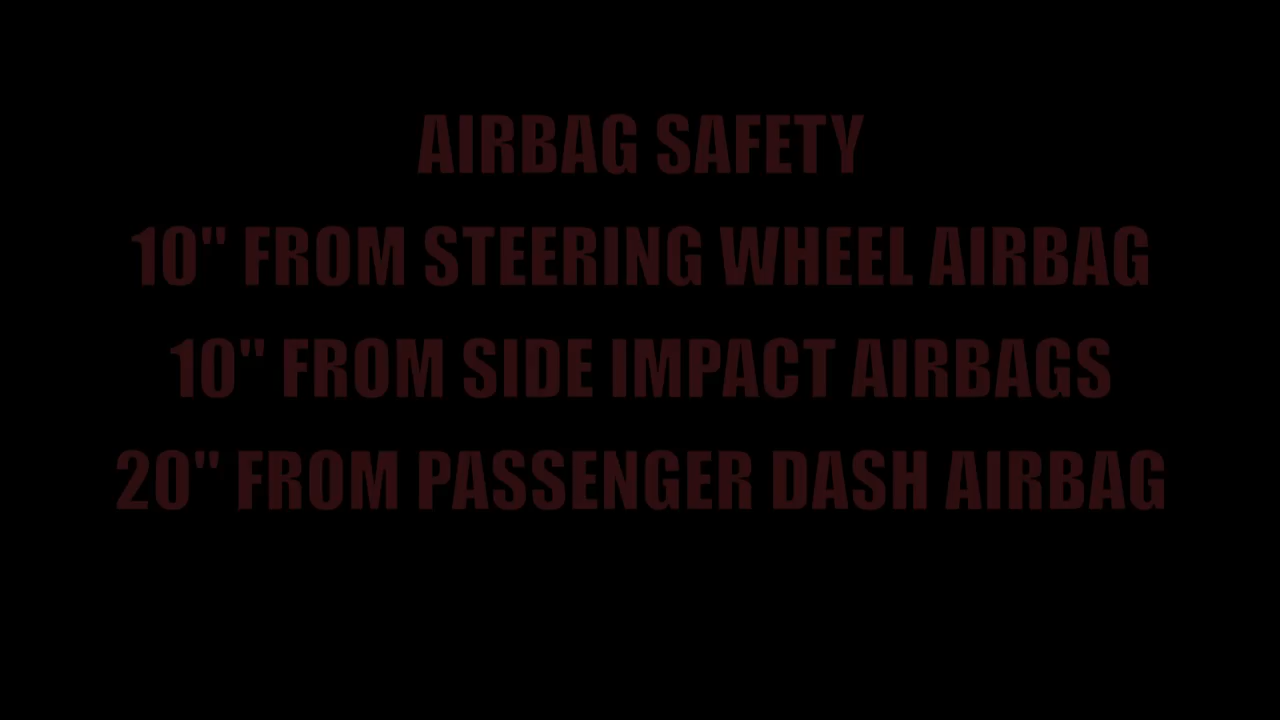 AIRBAG SAFETY
10" FROM STEERING WHEEL AIRBAG
10" FROM SIDE IMPACT AIRBAGS
20" FROM PASSENGER DASH AIRBAG